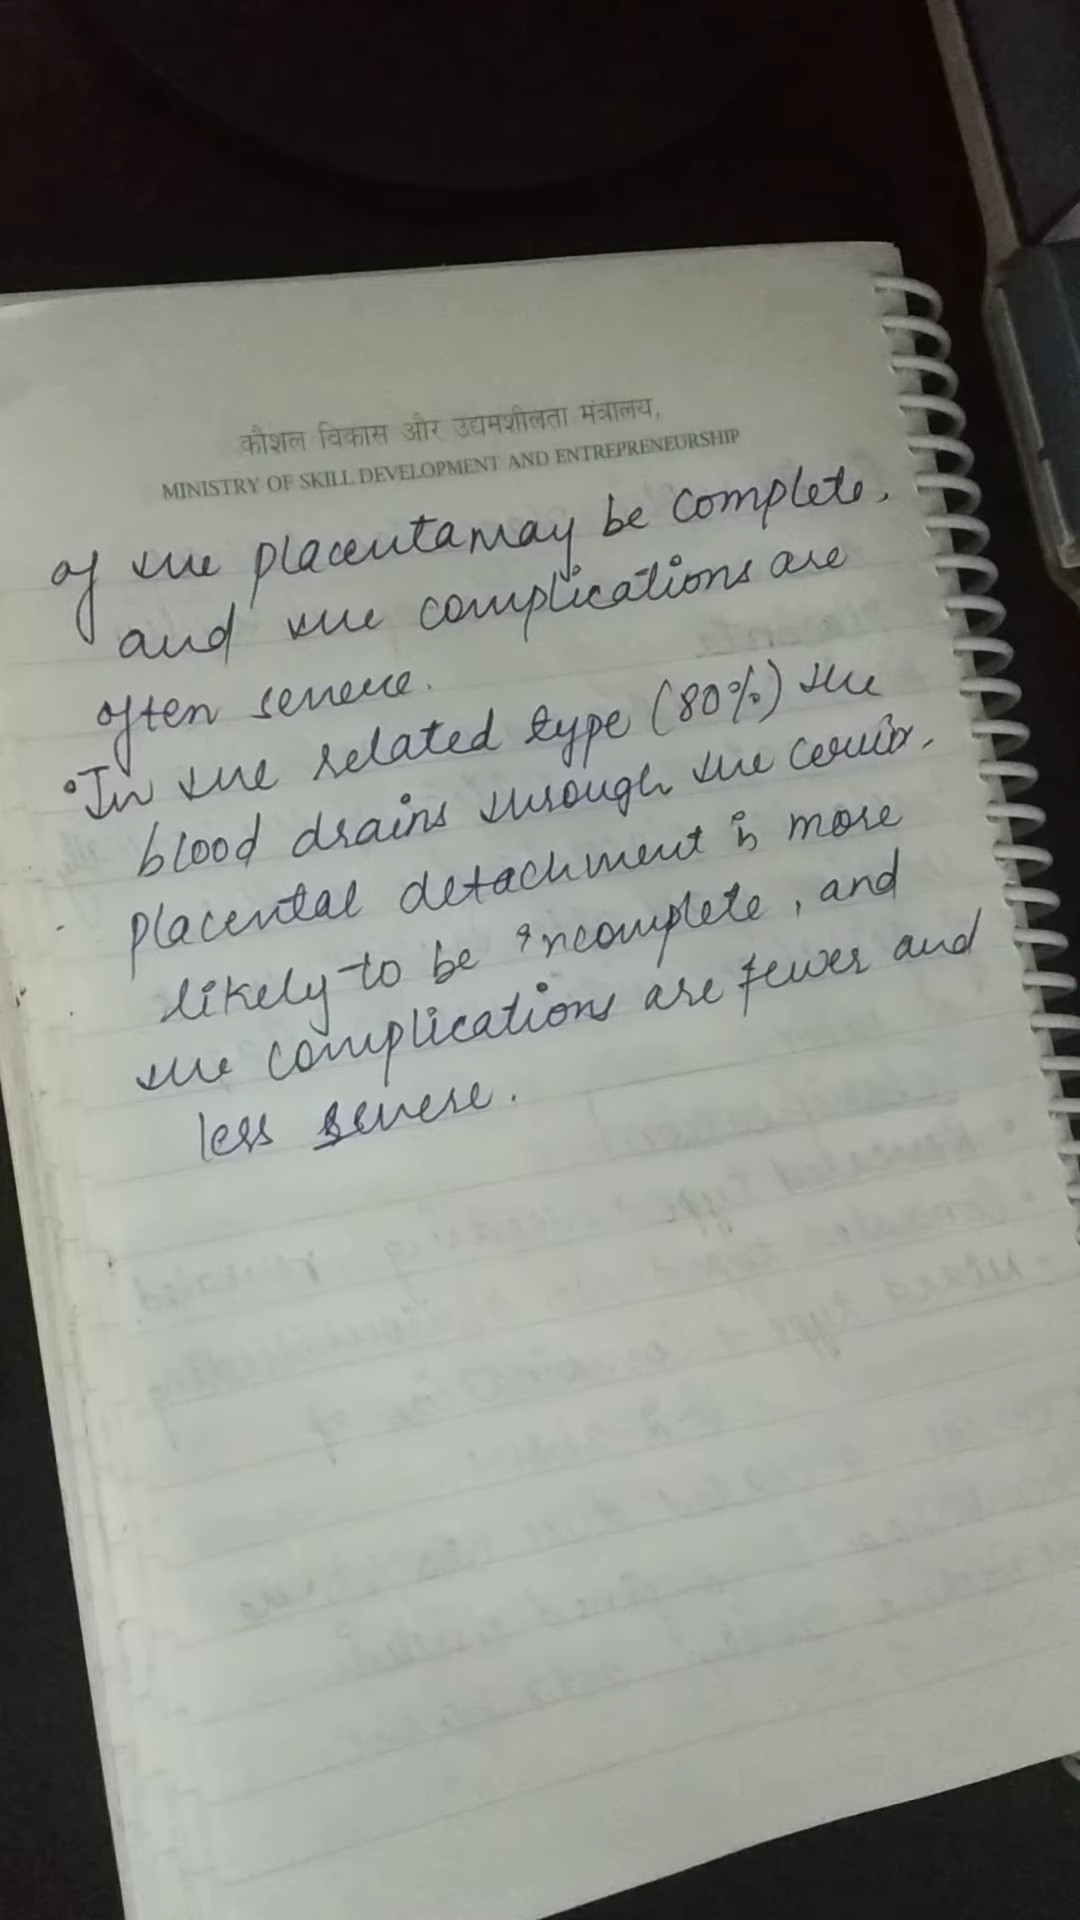 कौशल विकास और उद्यमशीलता मंत्रालय,
MINISTRY OF SKILL DEVELOPMENT AND ENTREPRENEURSHIP
of the placenta may be complete,
and the complications are
often severe.
• In the related type (80%) the
blood drains through the cervix,
placental detachment is more
likely to be incomplete, and
the complications are fewer and
less severe.